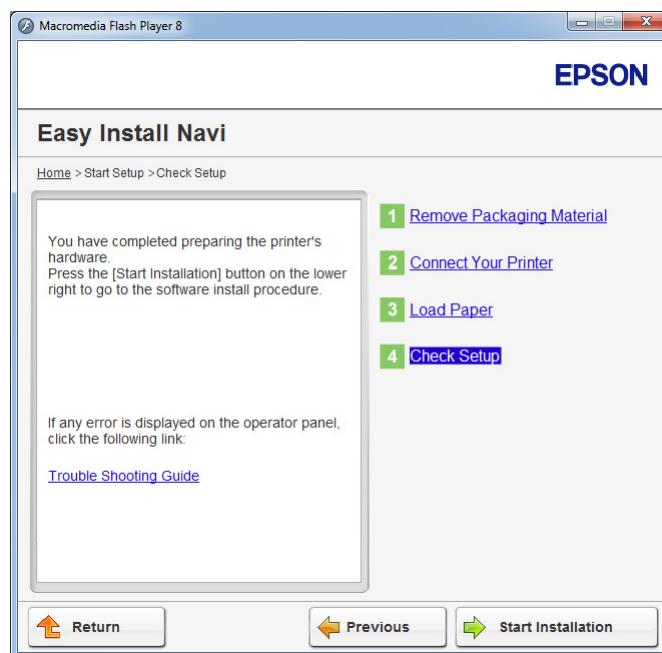 Macromedia Flash Player 8
EPSON
Easy Install Navi
Home > Start Setup > Check Setup
You have completed preparing the printer's
hardware.
Press the [Start Installation] button on the lower
right to go to the software install procedure.
If any error is displayed on the operator panel,
click the following link:
Trouble Shooting Guide
1 Remove Packaging Material
2 Connect Your Printer
3 Load Paper
4 Check Setup
Return
Previous
Start Installation